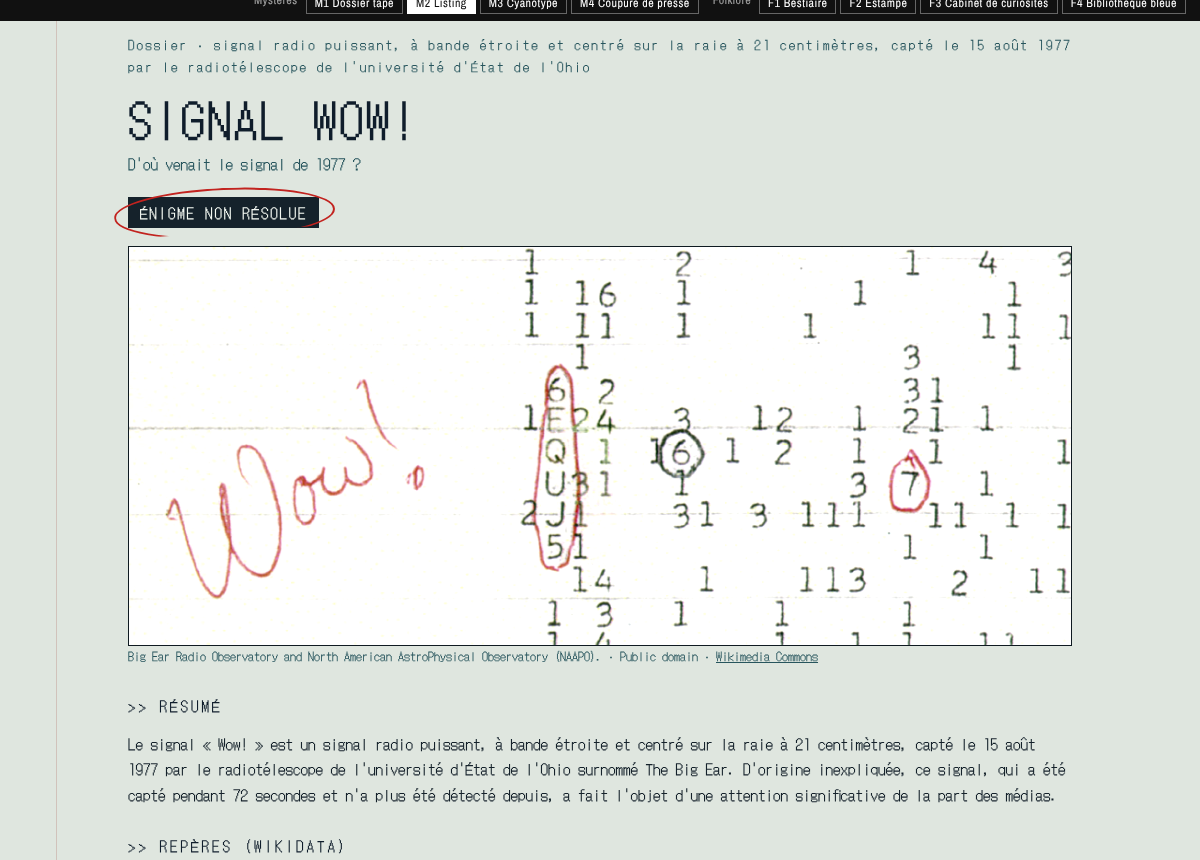 Mystères M1 Dossier tapé M2 Listing M3 Cyanotype M4 Coupure de presse Folklore F1 Bestiaire F2 Estampe F3 Cabinet de curiosités F4 Bibliothèque bleue
Dossier · signal radio puissant, à bande étroite et centré sur la raie à 21 centimètres, capté le 15 août 1977
par le radiotélescope de l'université d'État de l'Ohio
SIGNAL WOW!
D'où venait le signal de 1977 ?
ÉNIGME NON RÉSOLUE
1 2 1 4 3
1 16 1 1 1
1 11 1 1 11 1
1 3 1
6 2 31
1E24 3 12 1 21 1
Q 1 16 1 2 1 1 1
U31 1 3 7 1
2J1 31 3 111 11 1 1
51 1 1
14 1 113 2 11
1 3 1 1 1
Wow!
Big Ear Radio Observatory and North American AstroPhysical Observatory (NAAPO). · Public domain · Wikimedia Commons
>> RÉSUMÉ
Le signal « Wow! » est un signal radio puissant, à bande étroite et centré sur la raie à 21 centimètres, capté le 15 août
1977 par le radiotélescope de l'université d'État de l'Ohio surnommé The Big Ear. D'origine inexpliquée, ce signal, qui a été
capté pendant 72 secondes et n'a plus été détecté depuis, a fait l'objet d'une attention significative de la part des médias.
>> REPÈRES (WIKIDATA)